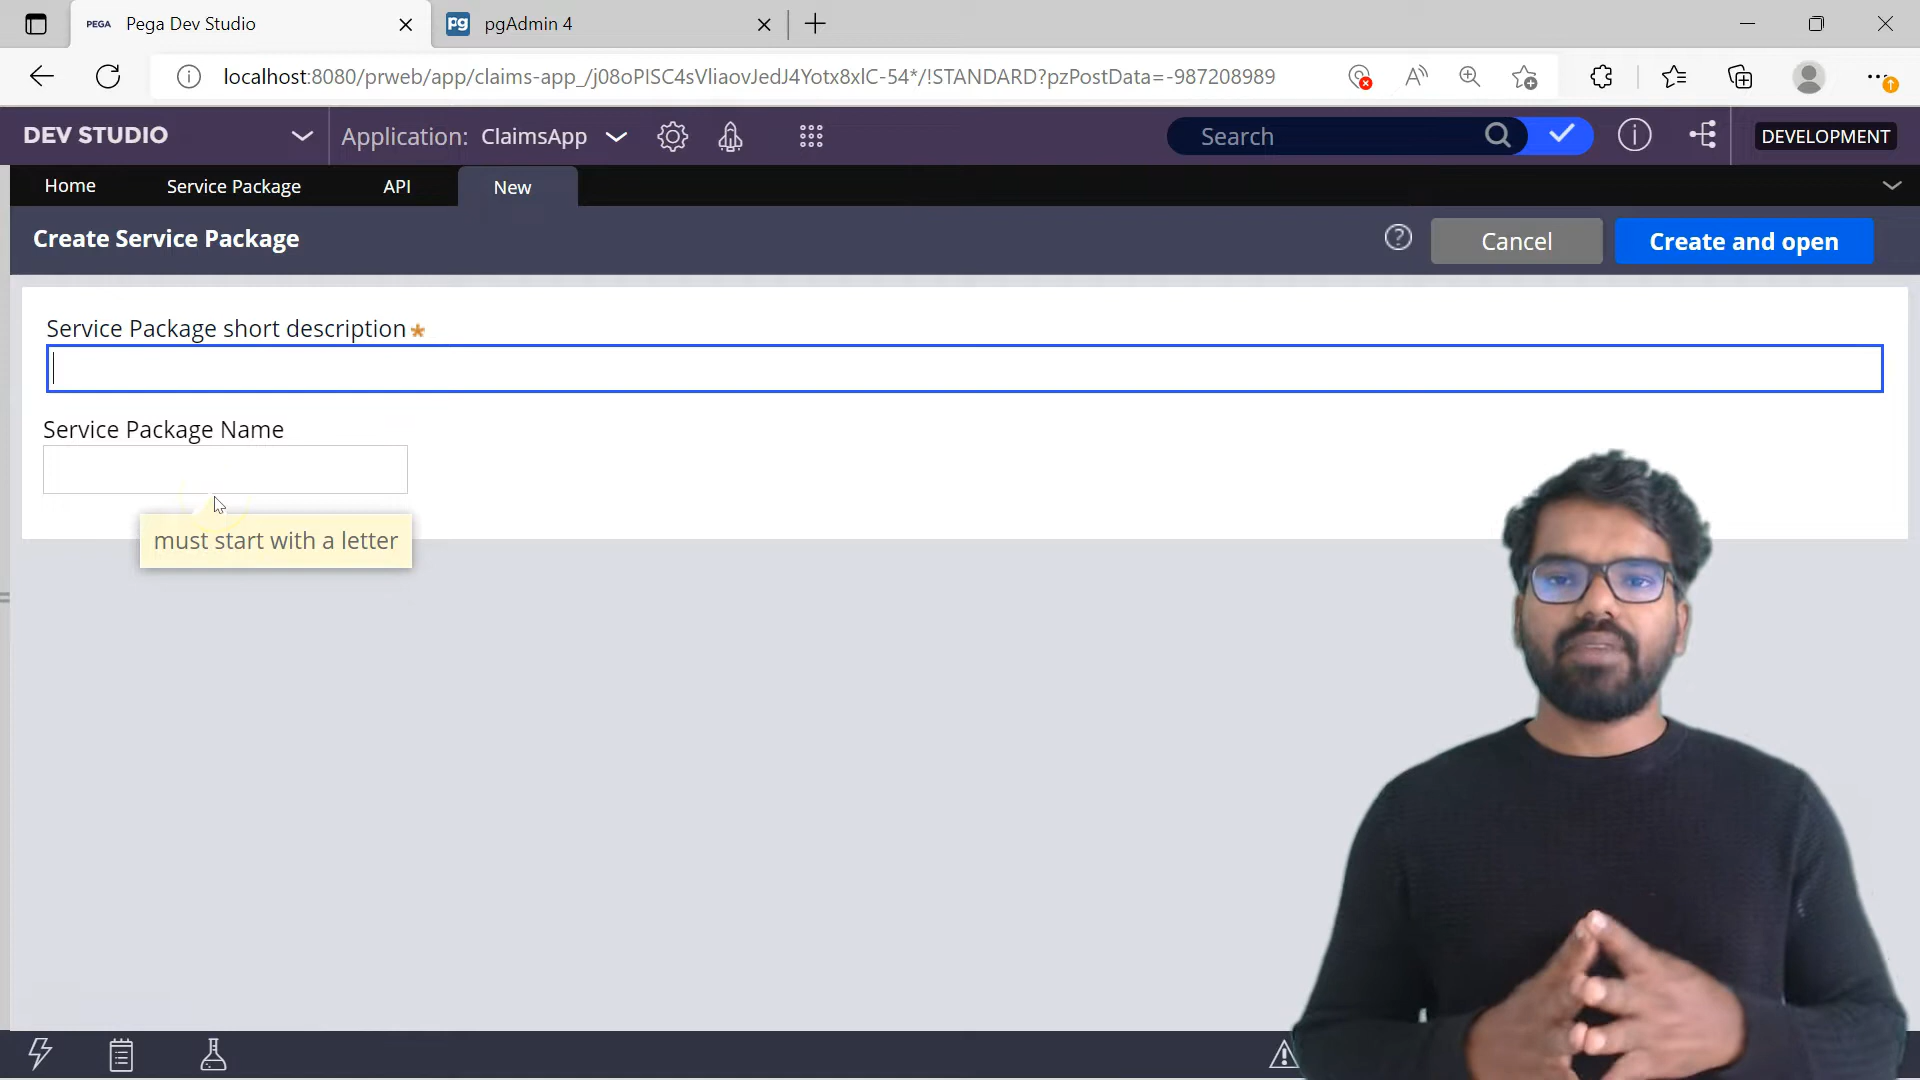 PEGA Pega Dev Studio
pg pgAdmin 4
localhost:8080/prweb/app/claims-app_/j08oPISC4sVliaovJedJ4Yotx8xlC-54*/!STANDARD?pzPostData=-987208989
DEV STUDIO
Application: ClaimsApp
Search
DEVELOPMENT
Home
Service Package
API
New
Create Service Package
Cancel
Create and open
Service Package short description *
Service Package Name
must start with a letter